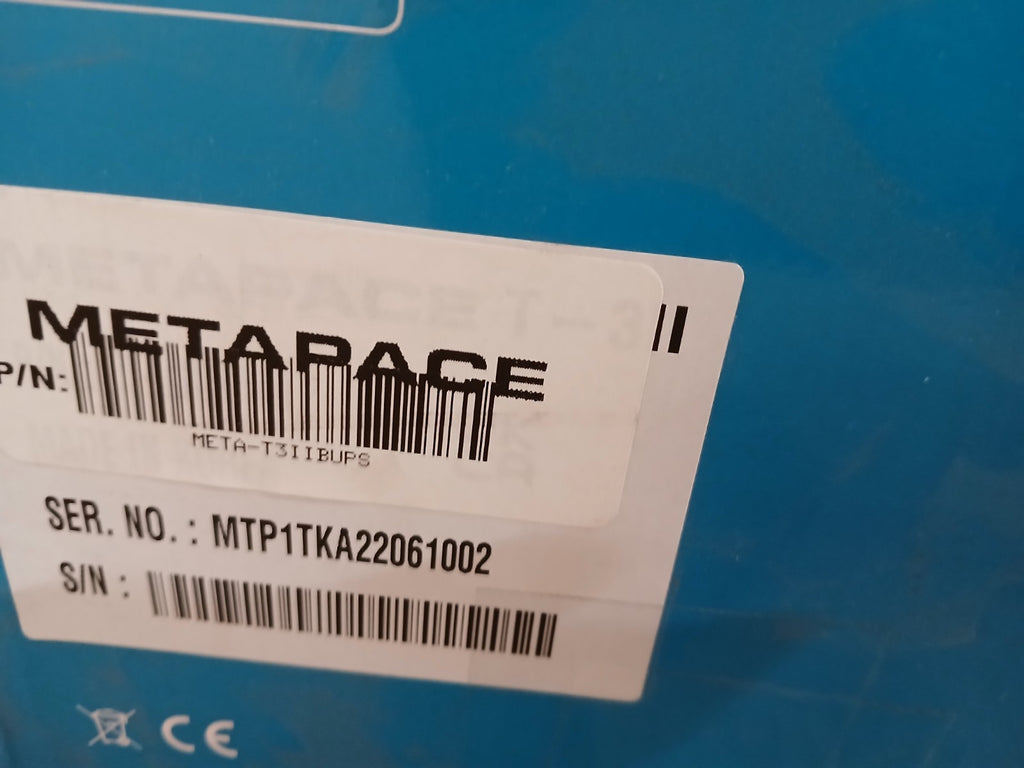 METAPACE T-3II
METAPACE
P/N:
META-T3IIBUPS
SER. NO. : MTP1TKA22061002
S/N :
CE